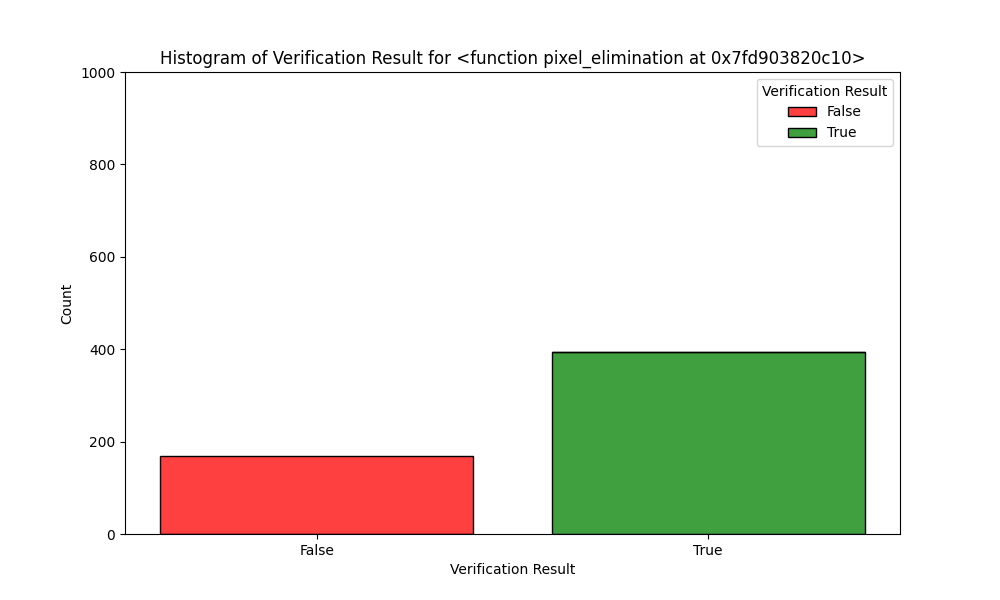 Histogram of Verification Result for <function pixel_elimination at 0x7fd903820c10>
1000
800
600
400
200
0
Count
Verification Result
False
True
False
True
Verification Result